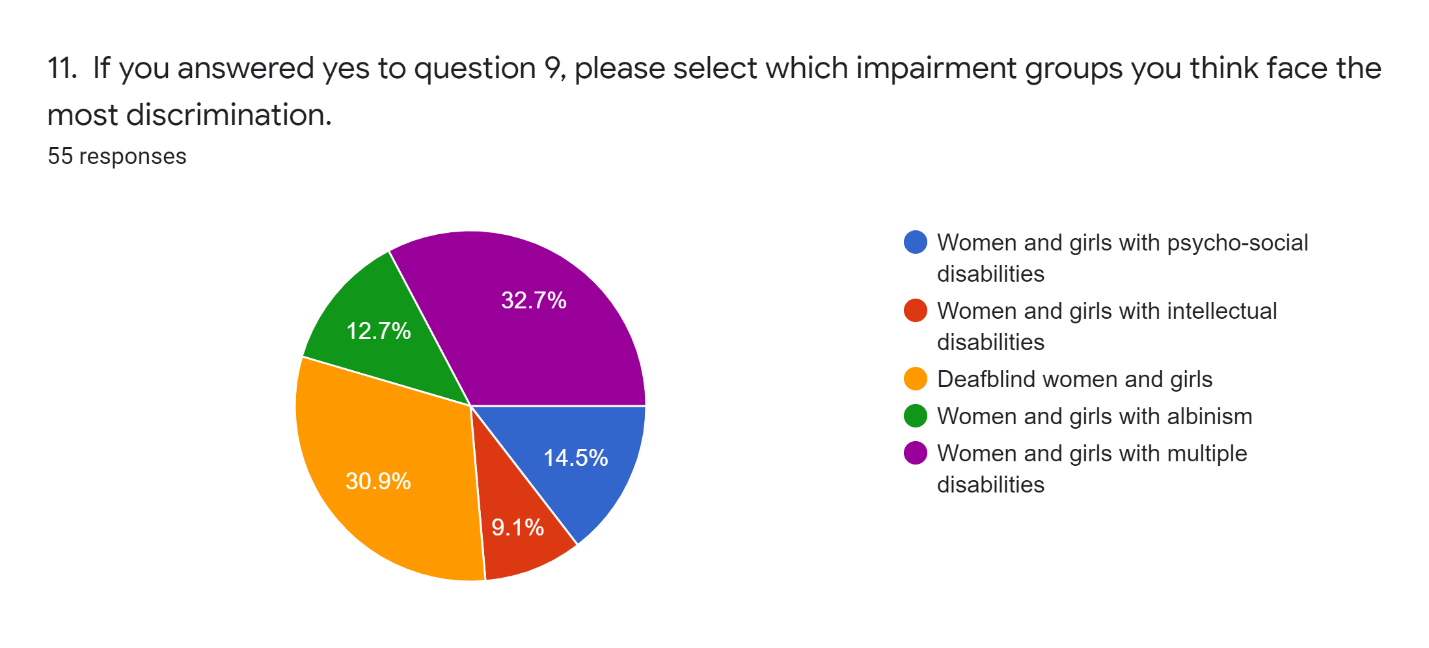 11.  If you answered yes to question 9, please select which impairment groups you think face the
most discrimination.
55 responses
32.7%
12.7%
14.5%
30.9%
9.1%
Women and girls with psycho-social
disabilities
Women and girls with intellectual
disabilities
Deafblind women and girls
Women and girls with albinism
Women and girls with multiple
disabilities